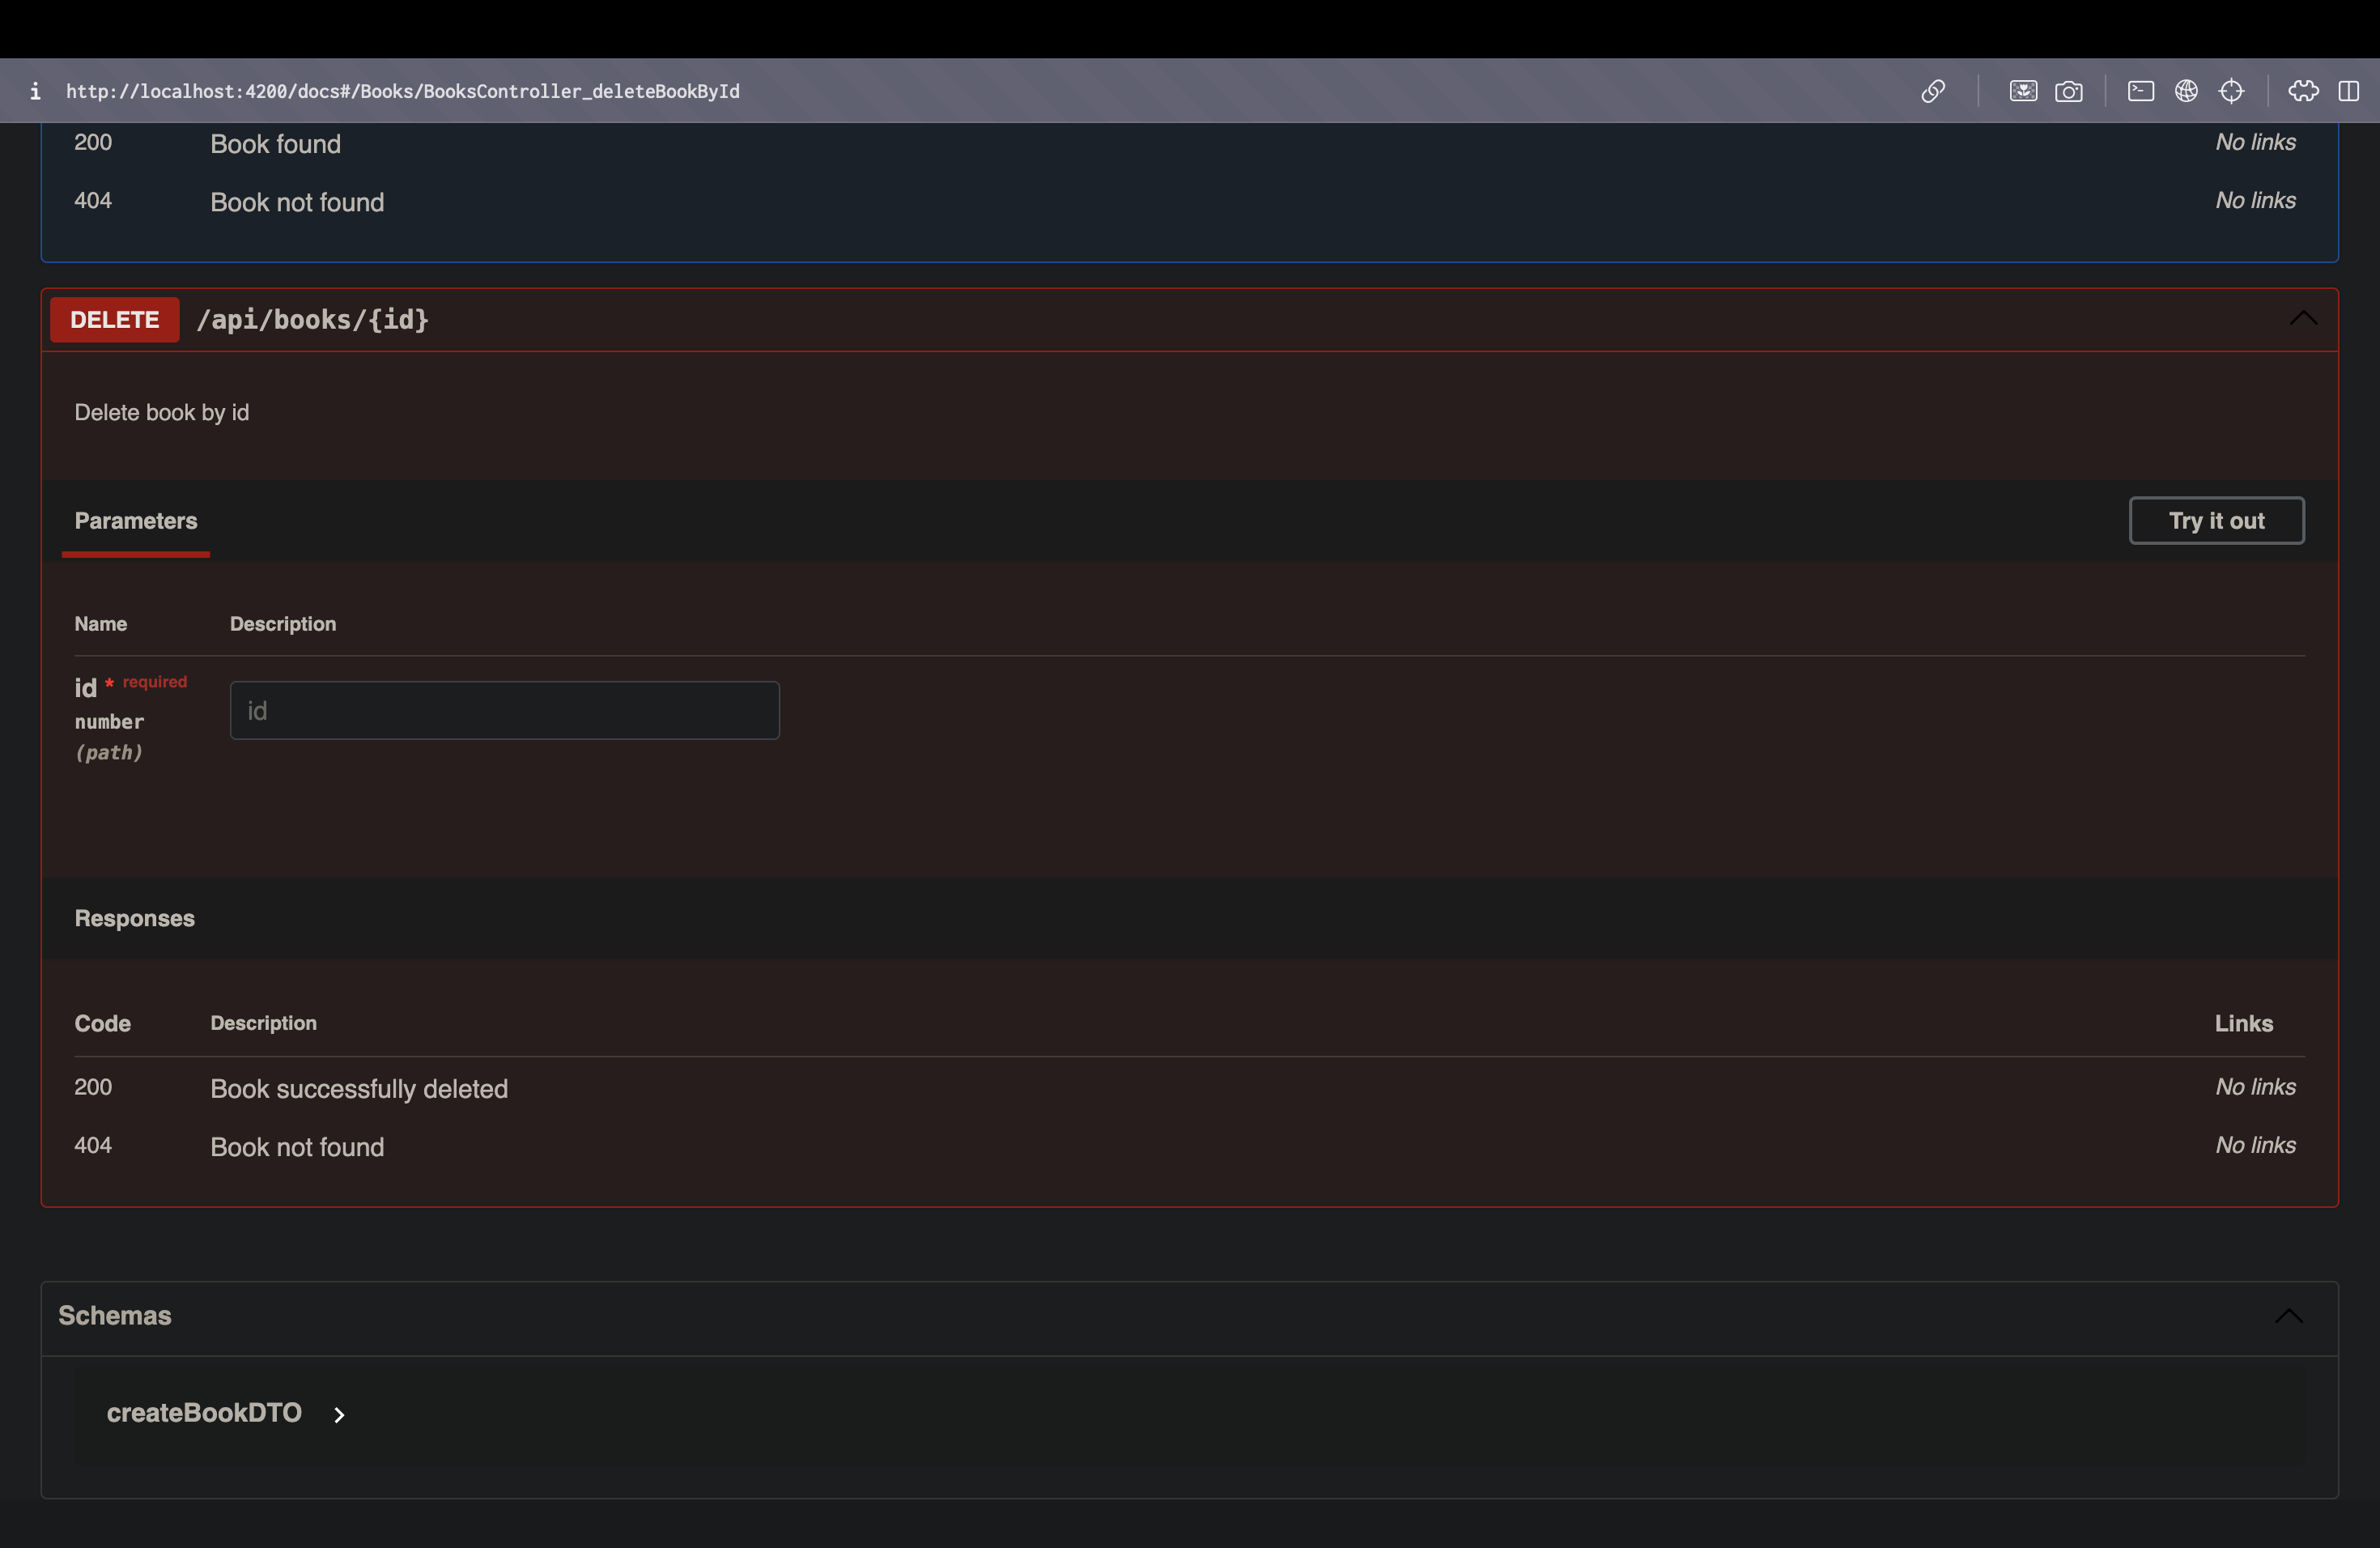 i http://localhost:4200/docs#/Books/BooksController_deleteBookById
200 Book found No links
404 Book not found No links
DELETE /api/books/{id}
Delete book by id
Parameters Try it out
Name Description
id * required id
number
(path)
Responses
Code Description Links
200 Book successfully deleted No links
404 Book not found No links
Schemas
createBookDTO